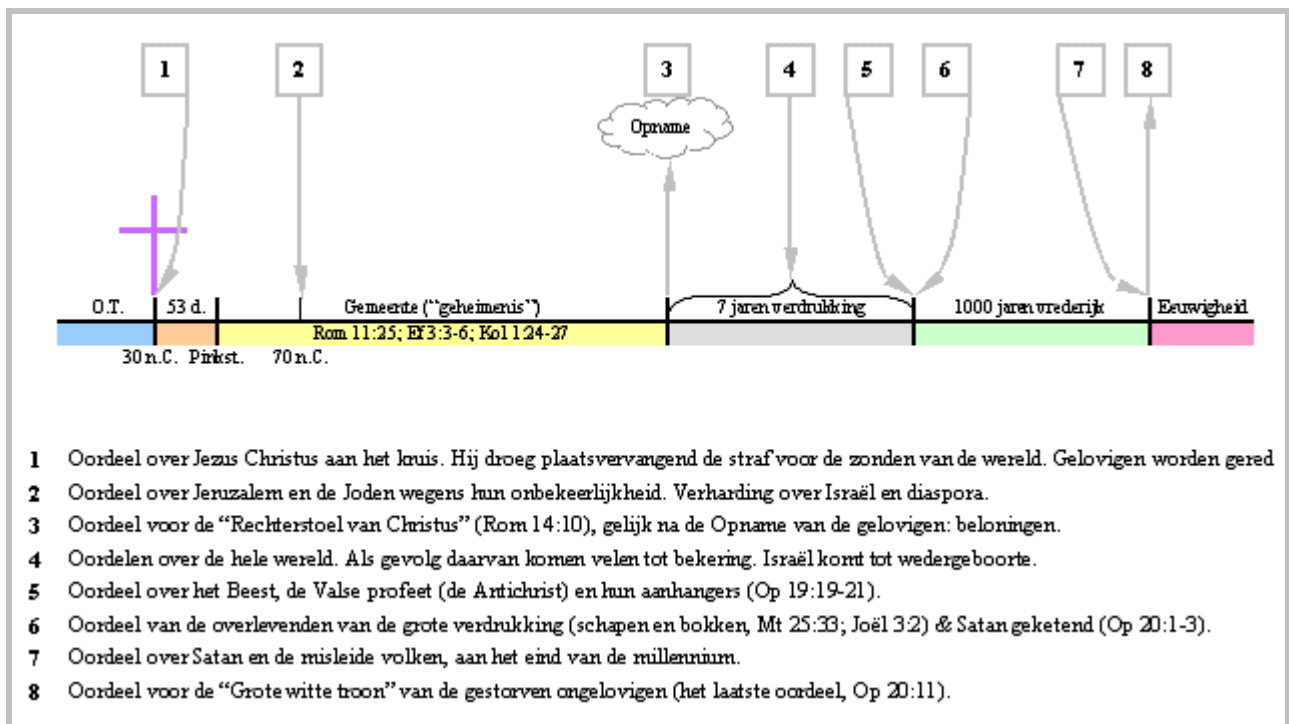 1 2 3 4 5 6 7 8
Opname
O.T. 53 d. Gemeente (“geheimenis”) 7 jaren verdrukking 1000 jaren vrederijk Eeuwigheid
Rom 11:25; Ef 3:3-6; Kol 1:24-27
30 n.C. Pinkst. 70 n.C.
1 Oordeel over Jezus Christus aan het kruis. Hij droeg plaatsvervangend de straf voor de zonden van de wereld. Gelovigen worden gered
2 Oordeel over Jeruzalem en de Joden wegens hun onbekeerlijkheid. Verharding over Israël en diaspora.
3 Oordeel voor de “Rechterstoel van Christus” (Rom 14:10), gelijk na de Opname van de gelovigen: beloningen.
4 Oordelen over de hele wereld. Als gevolg daarvan komen velen tot bekering. Israël komt tot wedergeboorte.
5 Oordeel over het Beest, de Valse profeet (de Antichrist) en hun aanhangers (Op 19:19-21).
6 Oordeel van de overlevenden van de grote verdrukking (schapen en bokken, Mt 25:33; Joël 3:2) & Satan geketend (Op 20:1-3).
7 Oordeel over Satan en de misleide volken, aan het eind van de millennium.
8 Oordeel voor de “Grote witte troon” van de gestorven ongelovigen (het laatste oordeel, Op 20:11).